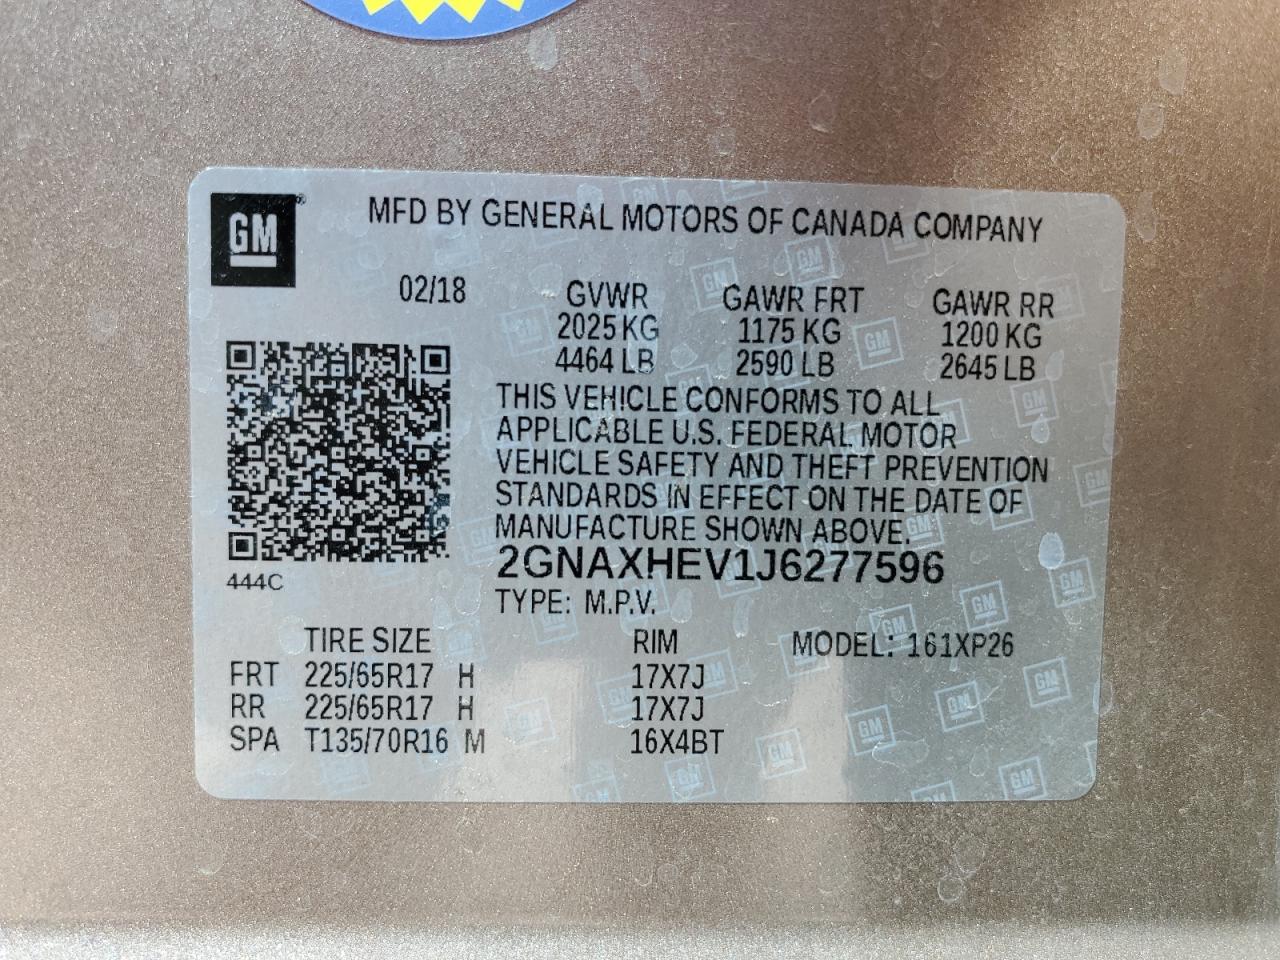 GM
MFD BY GENERAL MOTORS OF CANADA COMPANY
02/18 GVWR GAWR FRT GAWR RR
2025 KG 1175 KG 1200 KG
4464 LB 2590 LB 2645 LB
THIS VEHICLE CONFORMS TO ALL
APPLICABLE U.S. FEDERAL MOTOR
VEHICLE SAFETY AND THEFT PREVENTION
STANDARDS IN EFFECT ON THE DATE OF
MANUFACTURE SHOWN ABOVE.
444C
2GNAXHEV1J6277596
TYPE: M.P.V.
TIRE SIZE RIM MODEL: 161XP26
FRT 225/65R17 H 17X7J
RR 225/65R17 H 17X7J
SPA T135/70R16 M 16X4BT